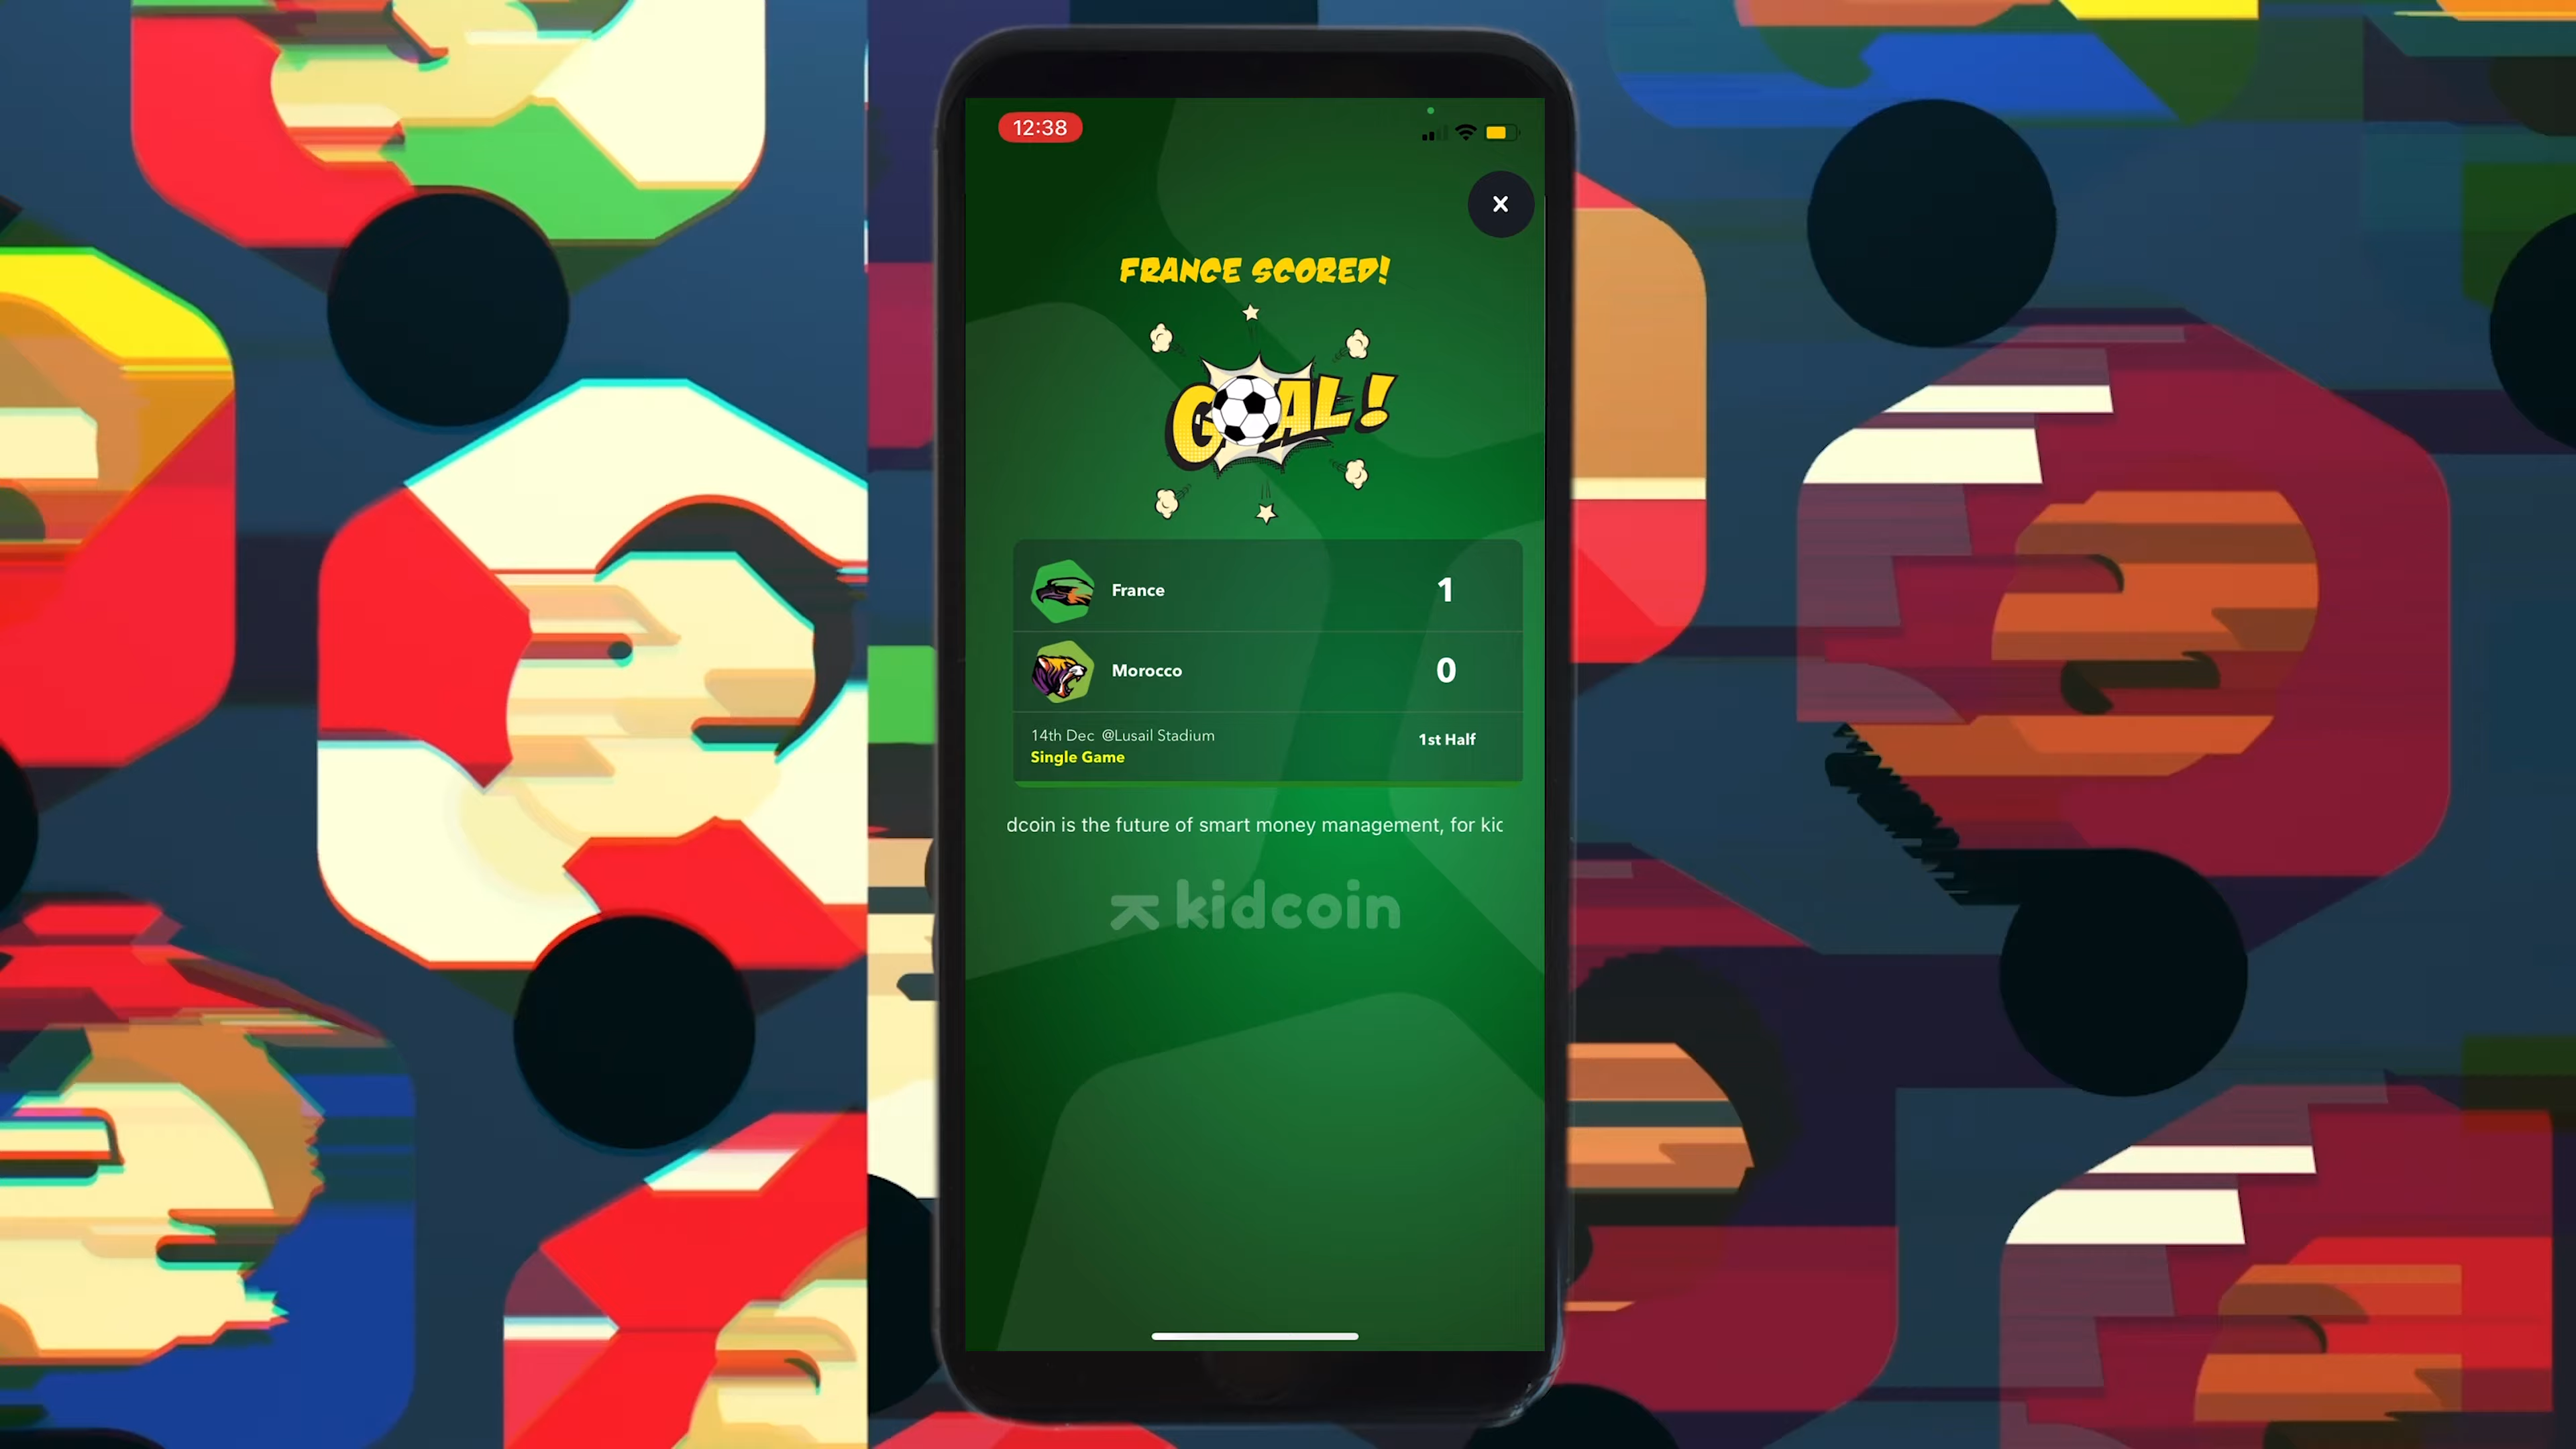 12:38
FRANCE SCORED!
GOAL!
France 1
Morocco 0
14th Dec @Lusail Stadium
1st Half
Single Game
dcoin is the future of smart money management, for
kidcoin